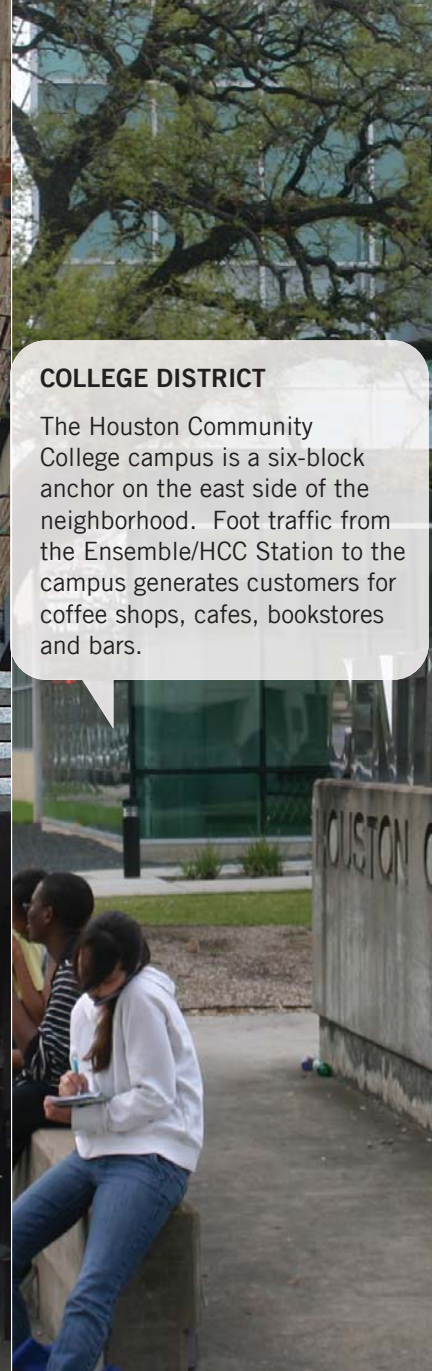 COLLEGE DISTRICT
The Houston Community
College campus is a six-block
anchor on the east side of the
neighborhood. Foot traffic from
the Ensemble/HCC Station to the
campus generates customers for
coffee shops, cafes, bookstores
and bars.
HOUSTON C